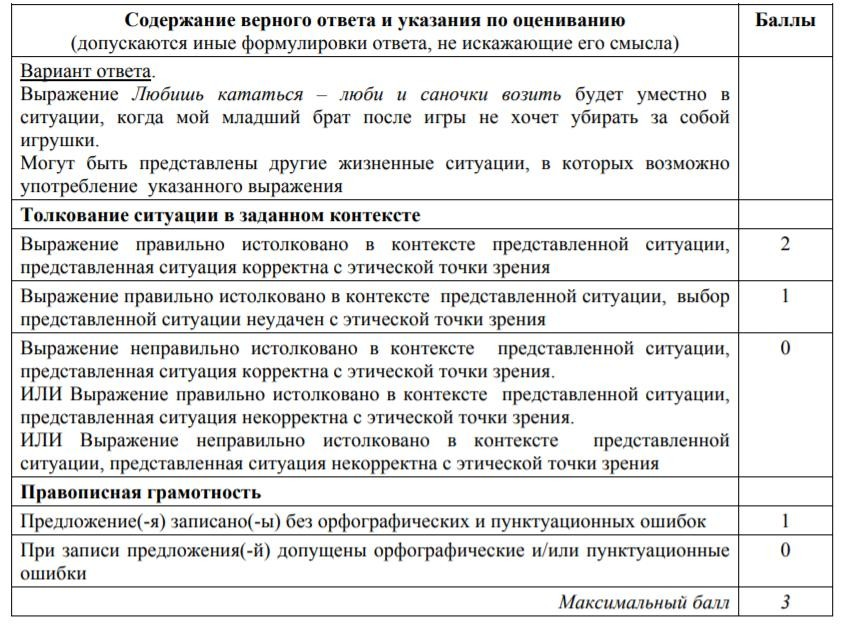 Содержание верного ответа и указания по оцениванию
(допускаются иные формулировки ответа, не искажающие его смысла)
Баллы
Вариант ответа.
Выражение Любишь кататься – люби и саночки возить будет уместно в
ситуации, когда мой младший брат после игры не хочет убирать за собой
игрушки.
Могут быть представлены другие жизненные ситуации, в которых возможно
употребление указанного выражения
Толкование ситуации в заданном контексте
Выражение правильно истолковано в контексте представленной ситуации,
представленная ситуация корректна с этической точки зрения
2
Выражение правильно истолковано в контексте представленной ситуации, выбор
представленной ситуации неудачен с этической точки зрения
1
Выражение неправильно истолковано в контексте представленной ситуации,
представленная ситуация корректна с этической точки зрения.
ИЛИ Выражение правильно истолковано в контексте представленной ситуации,
представленная ситуация некорректна с этической точки зрения.
ИЛИ Выражение неправильно истолковано в контексте представленной
ситуации, представленная ситуация некорректна с этической точки зрения
0
Правописная грамотность
Предложение(-я) записано(-ы) без орфографических и пунктуационных ошибок
1
При записи предложения(-й) допущены орфографические и/или пунктуационные
ошибки
0
Максимальный балл
3